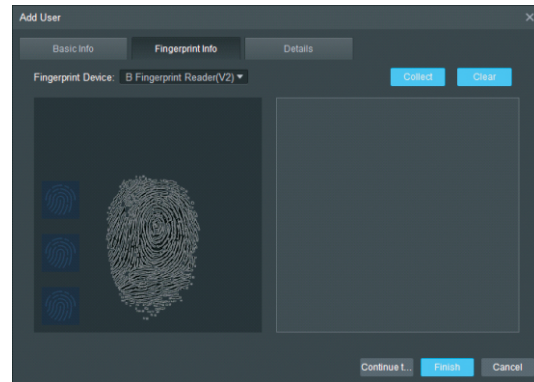 Add User
Basic Info Fingerprint Info Details
Fingerprint Device: B Fingerprint Reader(V2) Collect Clear
Continue t... Finish Cancel